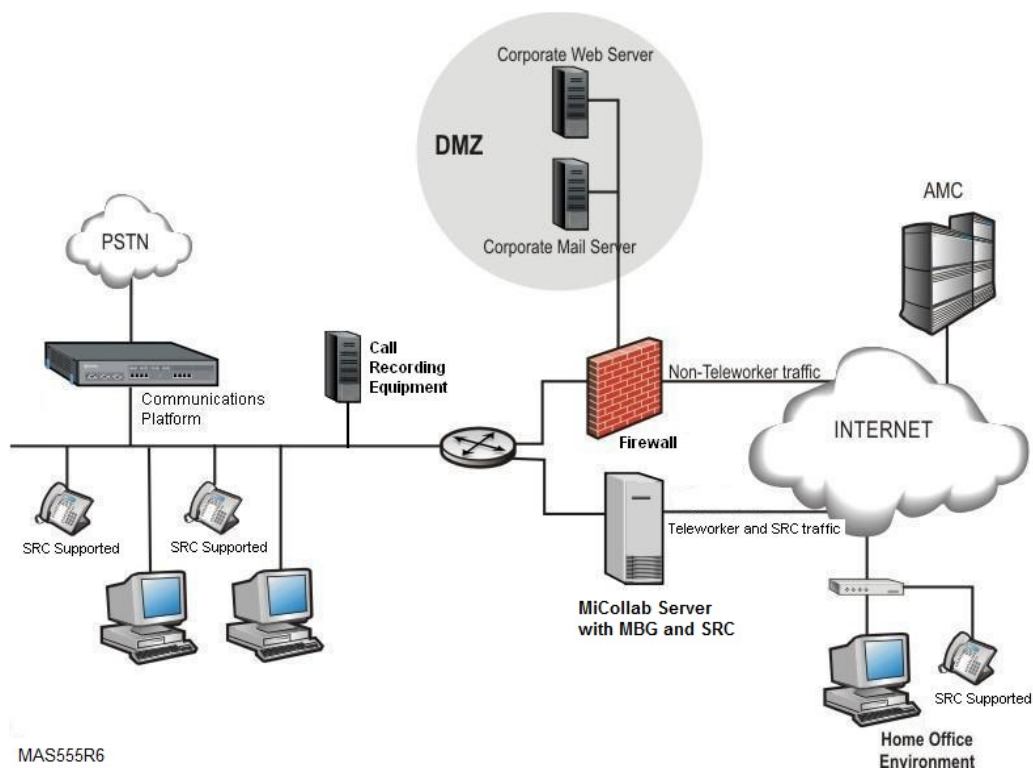 Corporate Web Server
DMZ
Corporate Mail Server
AMC
PSTN
Call
Recording
Equipment
Communications
Platform
Non-Teleworker traffic
Firewall
INTERNET
SRC Supported
SRC Supported
Teleworker and SRC traffic
MiCollab Server
with MBG and SRC
SRC Supported
Home Office
Environment
MAS555R6